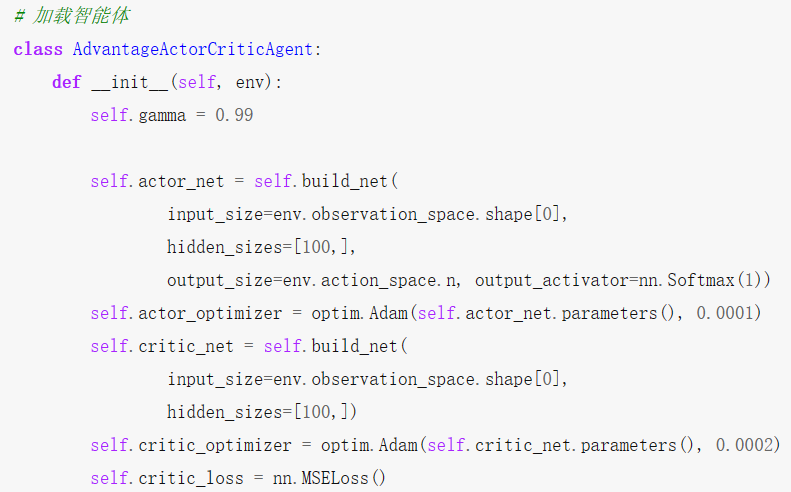 # 加载智能体
class AdvantageActorCriticAgent:
    def __init__(self, env):
        self.gamma = 0.99

        self.actor_net = self.build_net(
                input_size=env.observation_space.shape[0],
                hidden_sizes=[100,],
                output_size=env.action_space.n, output_activator=nn.Softmax(1))
        self.actor_optimizer = optim.Adam(self.actor_net.parameters(), 0.0001)
        self.critic_net = self.build_net(
                input_size=env.observation_space.shape[0],
                hidden_sizes=[100,])
        self.critic_optimizer = optim.Adam(self.critic_net.parameters(), 0.0002)
        self.critic_loss = nn.MSELoss()